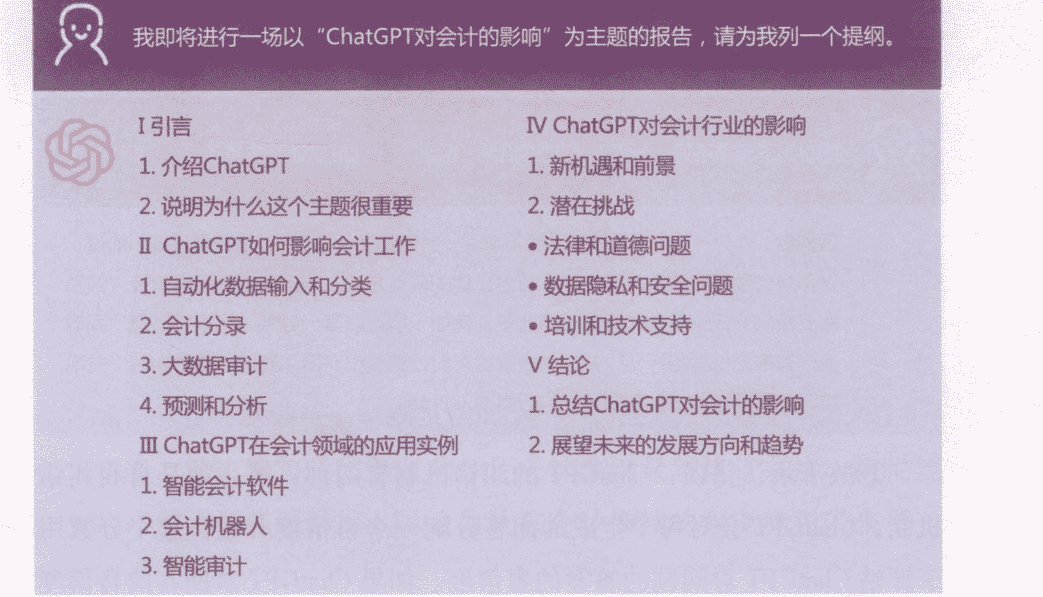 我即将进行一场以“ChatGPT对会计的影响”为主题的报告，请为我列一个提纲。
Ⅰ 引言
1. 介绍ChatGPT
2. 说明为什么这个主题很重要
Ⅱ ChatGPT如何影响会计工作
1. 自动化数据输入和分类
2. 会计分录
3. 大数据审计
4. 预测和分析
Ⅲ ChatGPT在会计领域的应用实例
1. 智能会计软件
2. 会计机器人
3. 智能审计
Ⅳ ChatGPT对会计行业的影响
1. 新机遇和前景
2. 潜在挑战
• 法律和道德问题
• 数据隐私和安全问题
• 培训和技术支持
Ⅴ 结论
1. 总结ChatGPT对会计的影响
2. 展望未来的发展方向和趋势